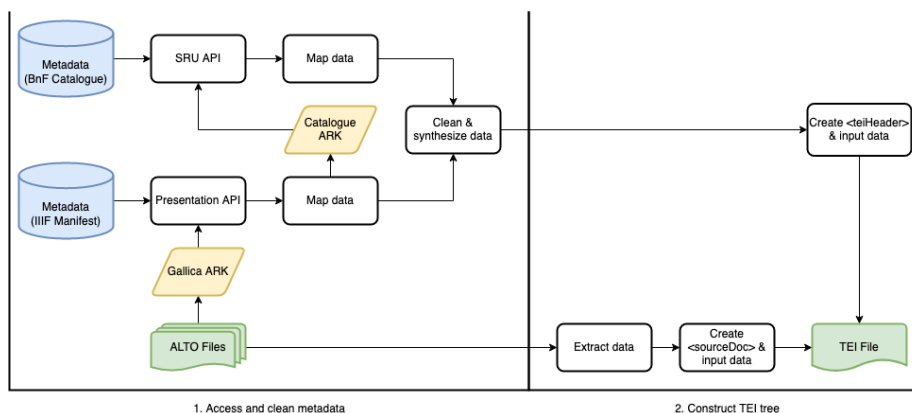 Metadata
(BnF Catalogue)
SRU API
Map data
Catalogue
ARK
Clean &
synthesize data
Create <teiHeader>
& input data
Metadata
(IIIF Manifest)
Presentation API
Map data
Gallica ARK
ALTO Files
Extract data
Create
<sourceDoc> &
input data
TEI File
1. Access and clean metadata
2. Construct TEI tree